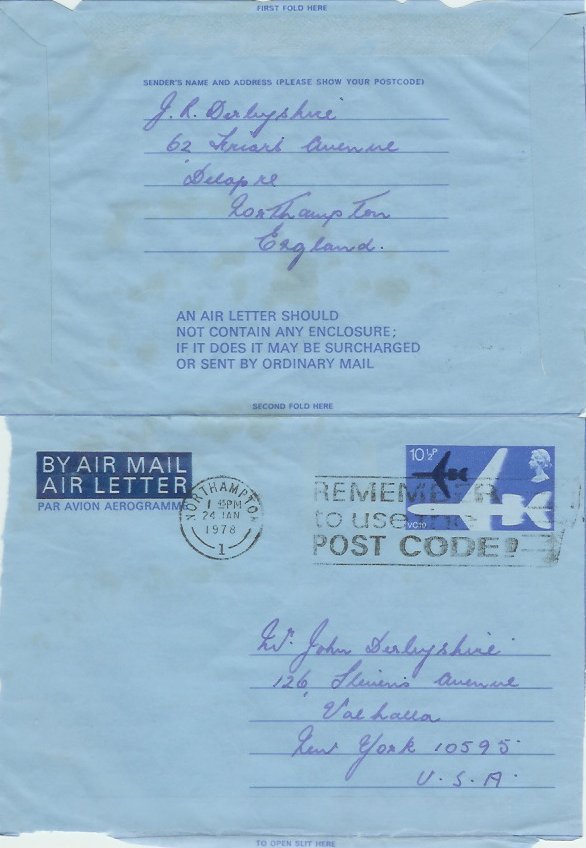 FIRST FOLD HERE
SENDER'S NAME AND ADDRESS (PLEASE SHOW YOUR POSTCODE)
J. R. Derbyshire
62 Friars Avenue
Delapre
Northampton
England.
AN AIR LETTER SHOULD
NOT CONTAIN ANY ENCLOSURE;
IF IT DOES IT MAY BE SURCHARGED
OR SENT BY ORDINARY MAIL
SECOND FOLD HERE
BY AIR MAIL
AIR LETTER
PAR AVION AEROGRAMME
NORTHAMPTON
PM
24 JAN
1978
1
10½P
VC10
REMEMBER
to use the
POST CODE
Mr. John Derbyshire
126, Stevens Avenue
Valhalla
New York 10595
U.S.A.
TO OPEN SLIT HERE